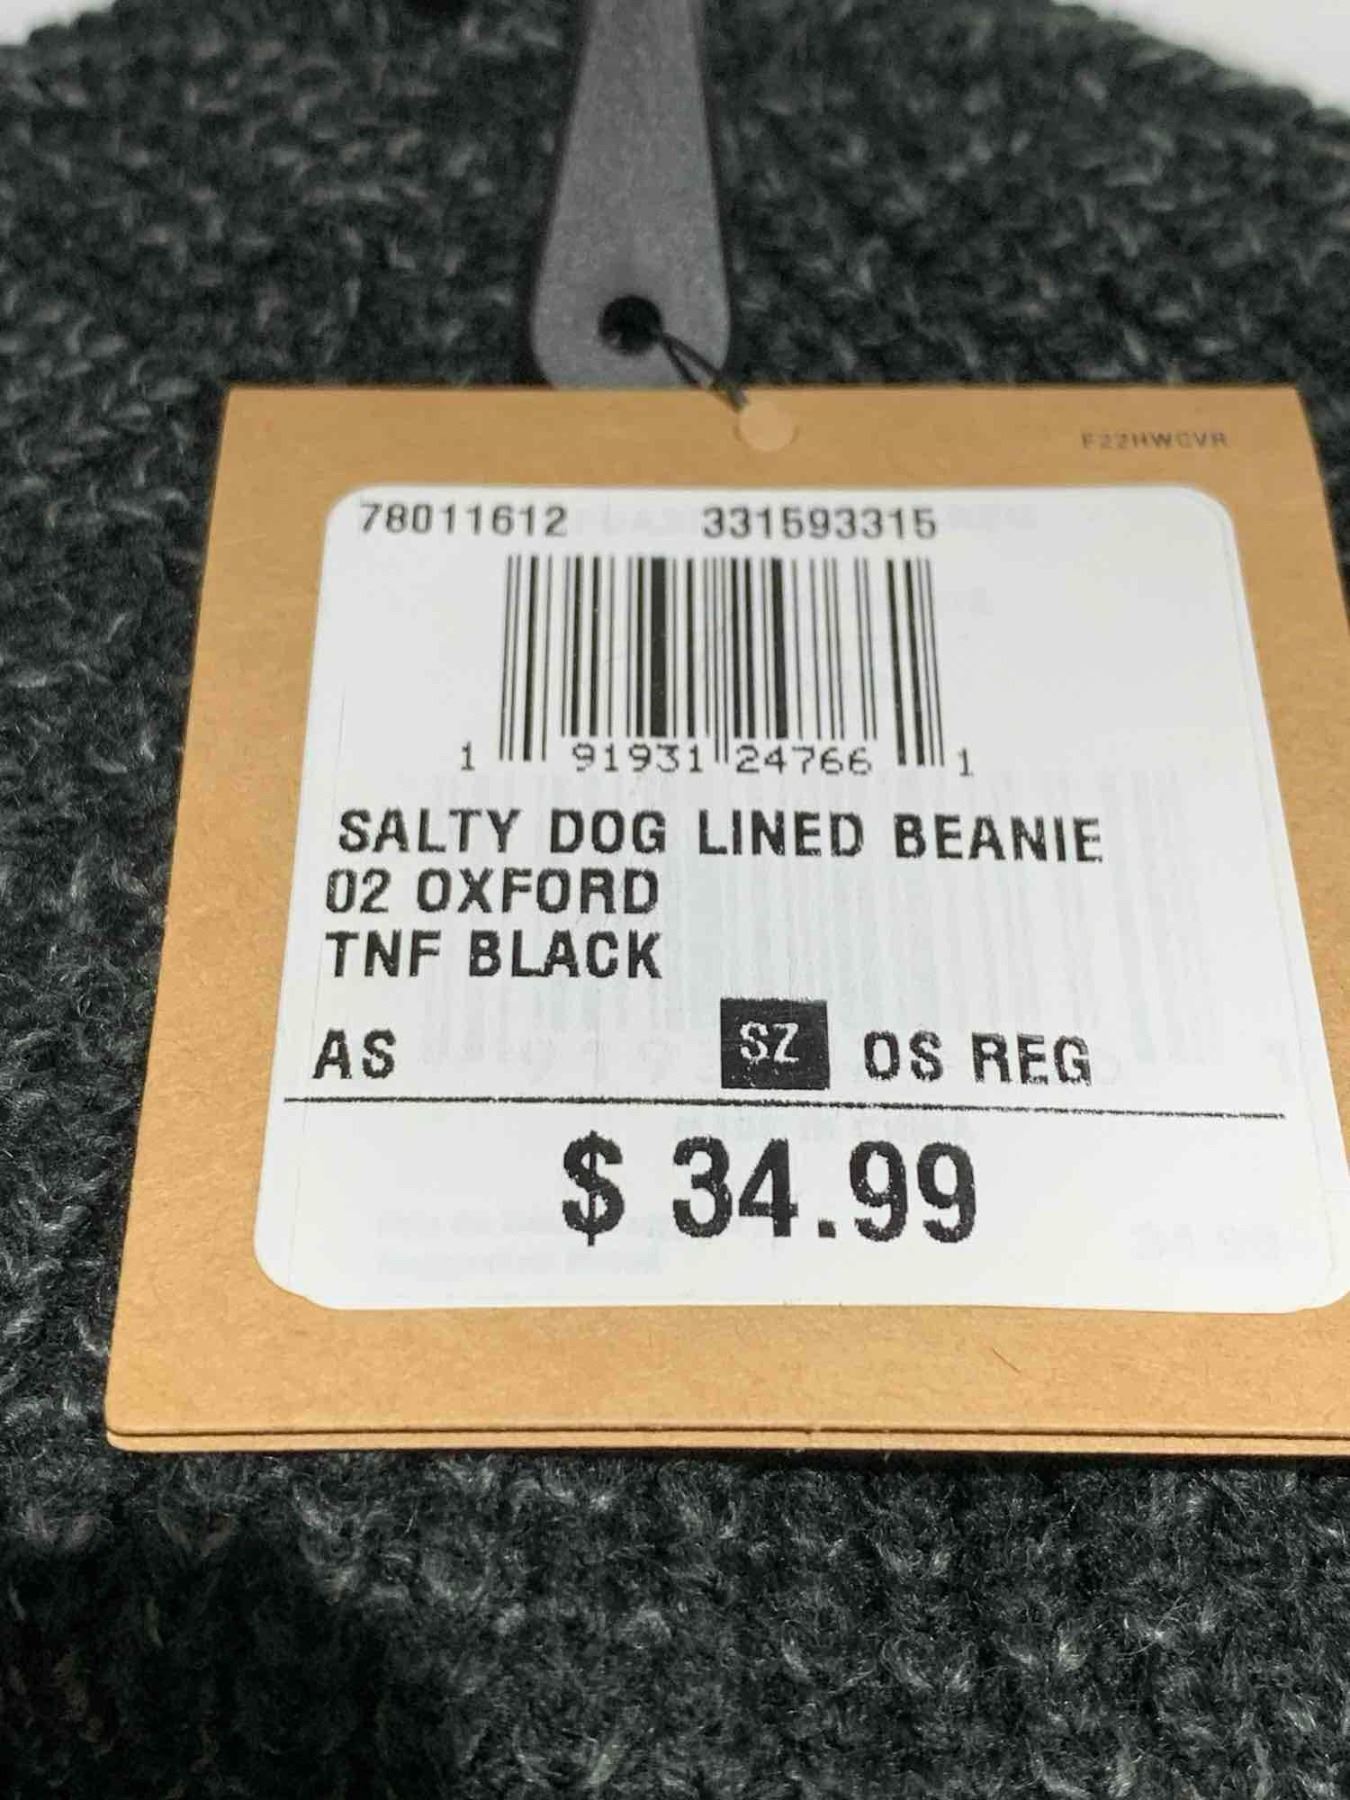 F22HWCVR
78011612 331593315
1 91931 24766 1
SALTY DOG LINED BEANIE
02 OXFORD
TNF BLACK
AS SZ OS REG
$ 34.99